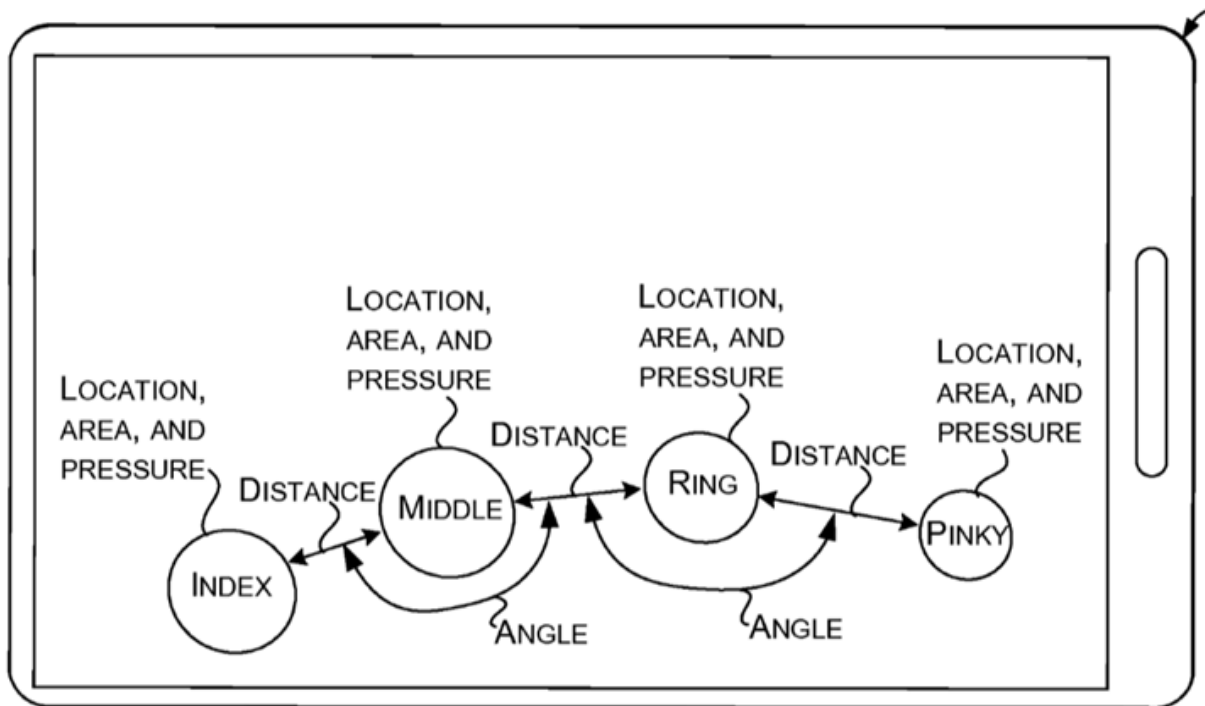 LOCATION,
AREA, AND
PRESSURE
LOCATION,
AREA, AND
PRESSURE
LOCATION,
AREA, AND
PRESSURE
LOCATION,
AREA, AND
PRESSURE
DISTANCE
DISTANCE
DISTANCE
INDEX
MIDDLE
RING
PINKY
ANGLE
ANGLE